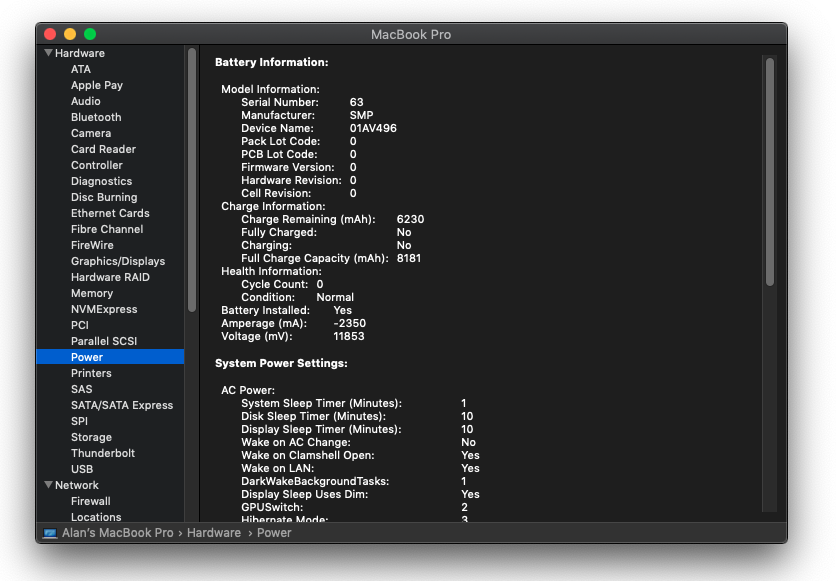 MacBook Pro
Hardware
ATA
Apple Pay
Audio
Bluetooth
Camera
Card Reader
Controller
Diagnostics
Disc Burning
Ethernet Cards
Fibre Channel
FireWire
Graphics/Displays
Hardware RAID
Memory
NVMExpress
PCI
Parallel SCSI
Power
Printers
SAS
SATA/SATA Express
SPI
Storage
Thunderbolt
USB
Network
Firewall
Locations
Battery Information:
Model Information:
Serial Number: 63
Manufacturer: SMP
Device Name: 01AV496
Pack Lot Code: 0
PCB Lot Code: 0
Firmware Version: 0
Hardware Revision: 0
Cell Revision: 0
Charge Information:
Charge Remaining (mAh): 6230
Fully Charged: No
Charging: No
Full Charge Capacity (mAh): 8181
Health Information:
Cycle Count: 0
Condition: Normal
Battery Installed: Yes
Amperage (mA): -2350
Voltage (mV): 11853
System Power Settings:
AC Power:
System Sleep Timer (Minutes): 1
Disk Sleep Timer (Minutes): 10
Display Sleep Timer (Minutes): 10
Wake on AC Change: No
Wake on Clamshell Open: Yes
Wake on LAN: Yes
DarkWakeBackgroundTasks: 1
Display Sleep Uses Dim: Yes
GPUSwitch: 2
Hibernate Mode: 3
Alan's MacBook Pro › Hardware › Power